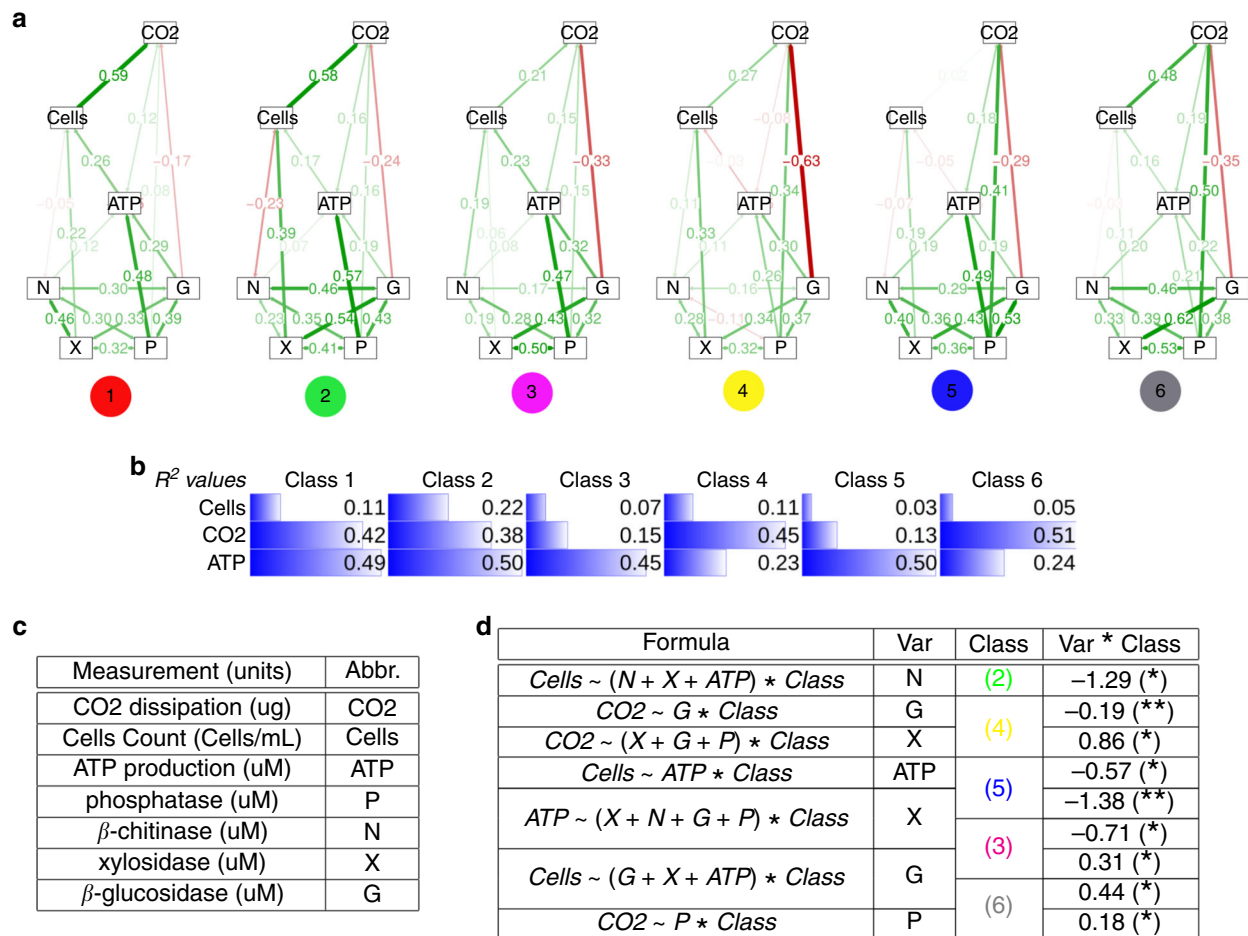 a
CO2 CO2 CO2 CO2 CO2 CO2
0.59 0.58 0.21 0.27 0.02 0.48
Cells Cells Cells Cells Cells Cells
0.12 0.16 0.15 −0.08 0.18 0.19
0.26 −0.17 0.17 −0.24 0.23 −0.33 −0.03 −0.63 −0.05 −0.29 0.16 −0.35
−0.05 0.08 −0.23 0.16 0.19 0.15 0.11 0.34 −0.07 0.41 −0.03 0.50
ATP ATP ATP ATP ATP ATP
0.22 0.39 0.06 0.33 0.19 0.11
0.12 0.29 0.07 0.19 0.08 0.32 0.11 0.30 0.19 0.19 0.20 0.22
0.48 0.57 0.47 0.26 0.49 0.21
N 0.30 G N 0.46 G N 0.17 G N 0.16 G N 0.29 G N 0.46 G
0.46 0.30 0.33 0.39 0.23 0.35 0.54 0.43 0.19 0.28 0.43 0.32 0.28 −0.11 0.34 0.37 0.40 0.36 0.43 0.53 0.33 0.39 0.62 0.38
X 0.32 P X 0.41 P X 0.50 P X 0.32 P X 0.36 P X 0.53 P
1 2 3 4 5 6
b
R² values Class 1 Class 2 Class 3 Class 4 Class 5 Class 6
Cells 0.11 0.22 0.07 0.11 0.03 0.05
CO2 0.42 0.38 0.15 0.45 0.13 0.51
ATP 0.49 0.50 0.45 0.23 0.50 0.24
c
Measurement (units) Abbr.
CO2 dissipation (ug) CO2
Cells Count (Cells/mL) Cells
ATP production (uM) ATP
phosphatase (uM) P
β-chitinase (uM) N
xylosidase (uM) X
β-glucosidase (uM) G
d
Formula Var Class Var * Class
Cells ~ (N + X + ATP) * Class N (2) −1.29 (*)
CO2 ~ G * Class G (4) −0.19 (**)
CO2 ~ (X + G + P) * Class X 0.86 (*)
Cells ~ ATP * Class ATP (5) −0.57 (*)
ATP ~ (X + N + G + P) * Class X −1.38 (**)
(3) −0.71 (*)
Cells ~ (G + X + ATP) * Class G 0.31 (*)
(6) 0.44 (*)
CO2 ~ P * Class P 0.18 (*)